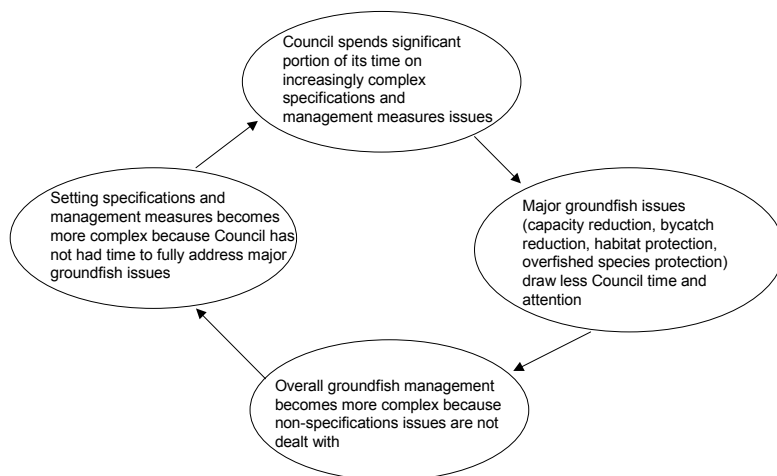 Council spends significant
portion of its time on
increasingly complex
specifications and
management measures issues
Major groundfish issues
(capacity reduction, bycatch
reduction, habitat protection,
overfished species protection)
draw less Council time and
attention
Overall groundfish management
becomes more complex because
non-specifications issues are not
dealt with
Setting specifications and
management measures becomes
more complex because Council has
not had time to fully address major
groundfish issues